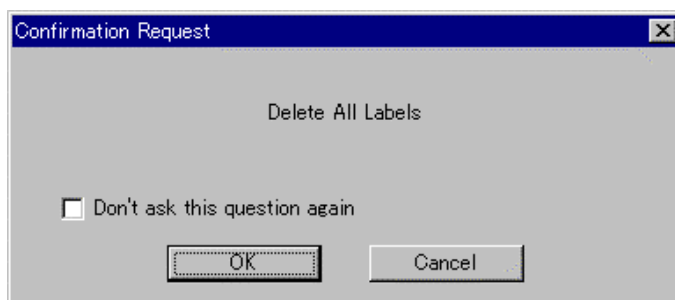 Confirmation Request
Delete All Labels
Don't ask this question again
OK
Cancel